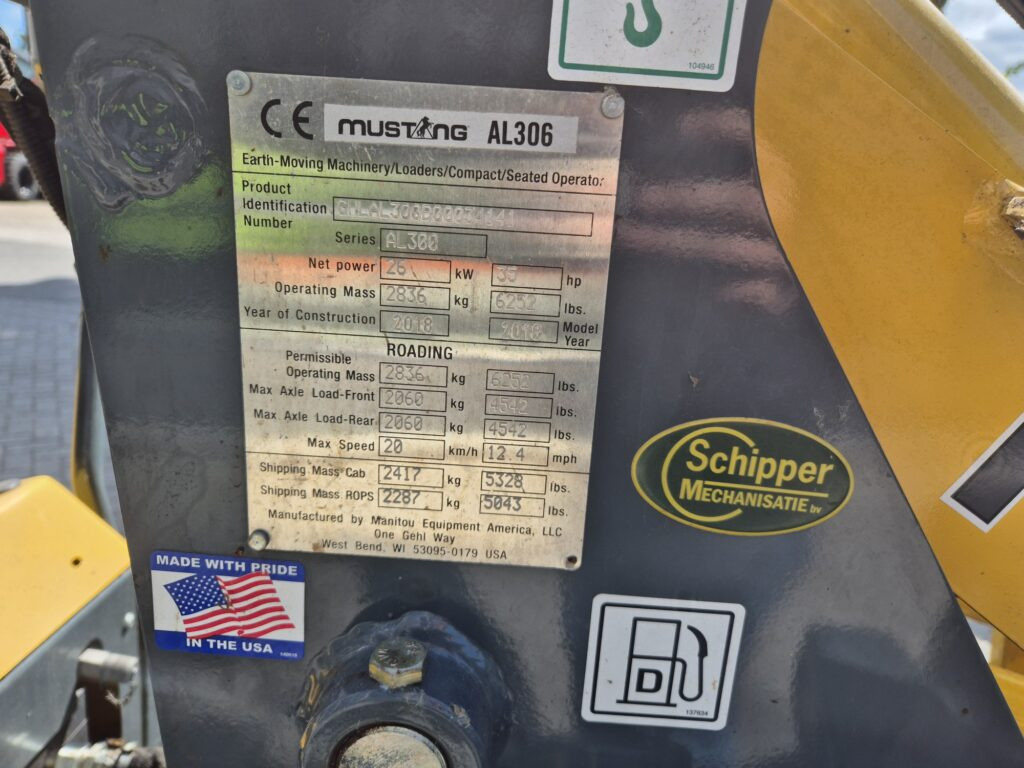 104946
CE MUSTANG AL306
Earth-Moving Machinery/Loaders/Compact/Seated Operator
Product
Identification
Number
Series AL300
Net power 26 kW 35 hp
Operating Mass 2836 kg 6252 lbs.
Year of Construction 2018 2018 Model
Year
ROADING
Permissible
Operating Mass 2836 kg 6252 lbs.
Max Axle Load-Front 2060 kg 4542 lbs.
Max Axle Load-Rear 2060 kg 4542 lbs.
Max Speed 20 km/h 12.4 mph
Shipping Mass Cab 2417 kg 5328 lbs.
Shipping Mass ROPS 2287 kg 5043 lbs.
Manufactured by Manitou Equipment America, LLC
One Gehl Way
West Bend, WI 53095-0179 USA
Schipper
MECHANISATIE bv
MADE WITH PRIDE
IN THE USA
D
137634